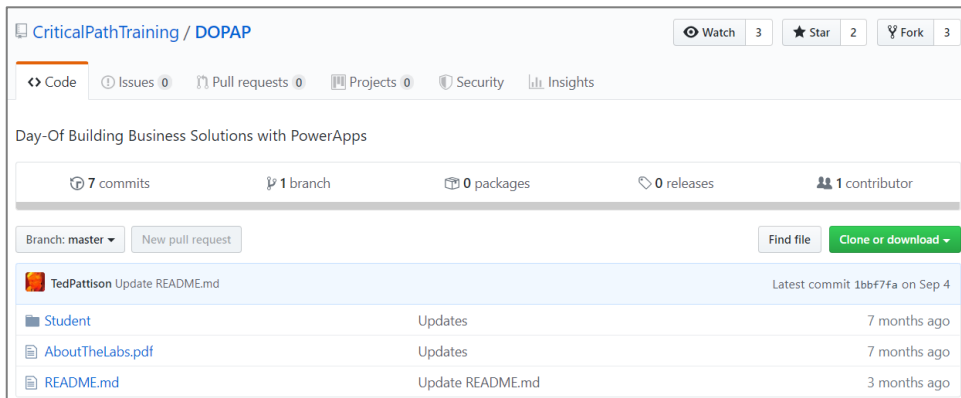 CriticalPathTraining / DOPAP Watch 3 Star 2 Fork 3
Code Issues 0 Pull requests 0 Projects 0 Security Insights
Day-Of Building Business Solutions with PowerApps
7 commits 1 branch 0 packages 0 releases 1 contributor
Branch: master New pull request Find file Clone or download
TedPattison Update README.md Latest commit 1bbf7fa on Sep 4
Student Updates 7 months ago
AboutTheLabs.pdf Updates 7 months ago
README.md Update README.md 3 months ago